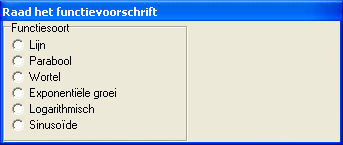 Raad het functievoorschrift
Functiesoort
Lijn
Parabool
Wortel
Exponentiële groei
Logarithmisch
Sinusoïde